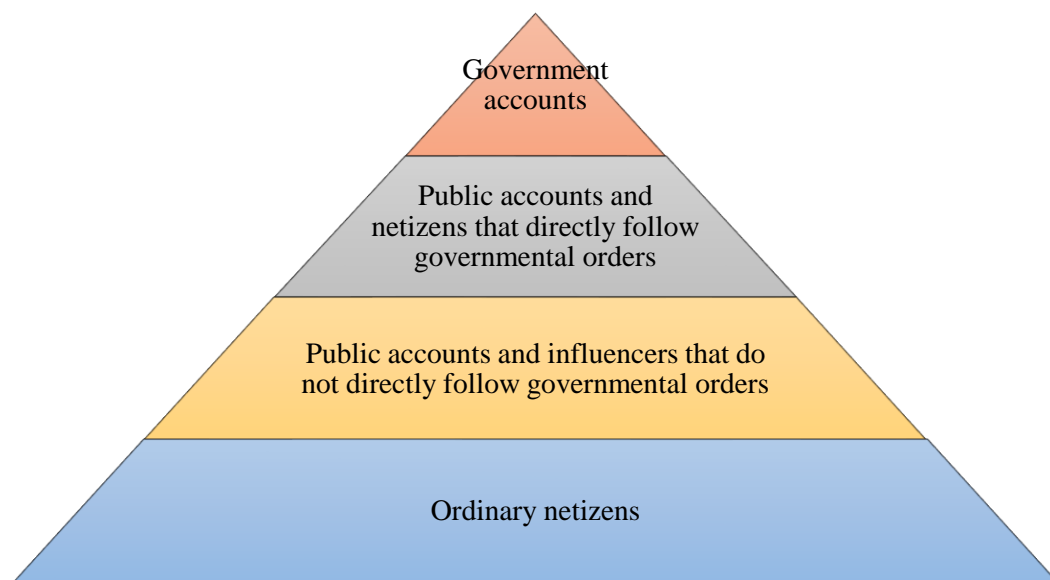 Government
accounts
Public accounts and
netizens that directly follow
governmental orders
Public accounts and influencers that do
not directly follow governmental orders
Ordinary netizens